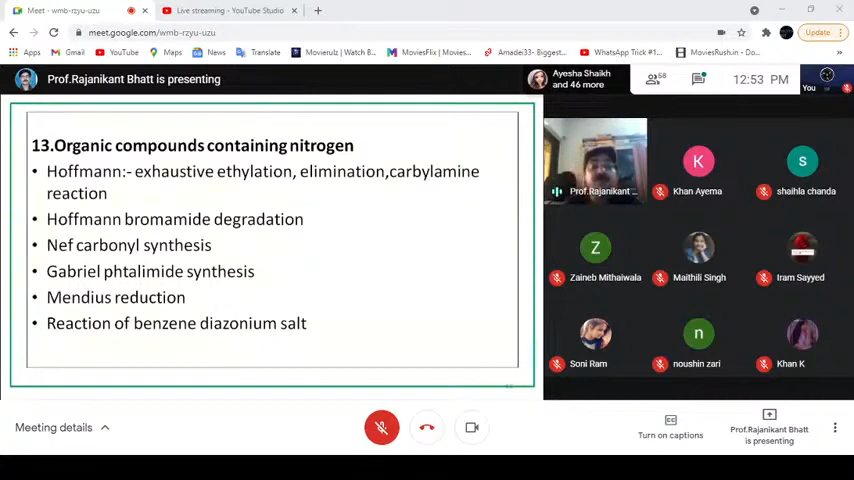 Meet - wmb-rzyu-uzu
Live streaming - YouTube Studio
meet.google.com/wmb-rzyu-uzu
Update
Apps
Gmail
YouTube
Maps
News
Translate
Movierulz | Watch B...
MoviesFlix | Movies...
Amadei33- Biggest...
WhatsApp Trick #1...
MoviesRush.in - Do...
Prof.Rajanikant Bhatt is presenting
Ayesha Shaikh
and 46 more
58
12:53 PM
You
13.Organic compounds containing nitrogen
• Hoffmann:- exhaustive ethylation, elimination,carbylamine
reaction
• Hoffmann bromamide degradation
• Nef carbonyl synthesis
• Gabriel phtalimide synthesis
• Mendius reduction
• Reaction of benzene diazonium salt
Prof.Rajanikant ...
K
Khan Ayema
s
shaihla chanda
Z
Zaineb Mithaiwala
Maithili Singh
Iram Sayyed
Soni Ram
n
noushin zari
Khan K
Meeting details
CC
Turn on captions
Prof.Rajanikant Bhatt
is presenting